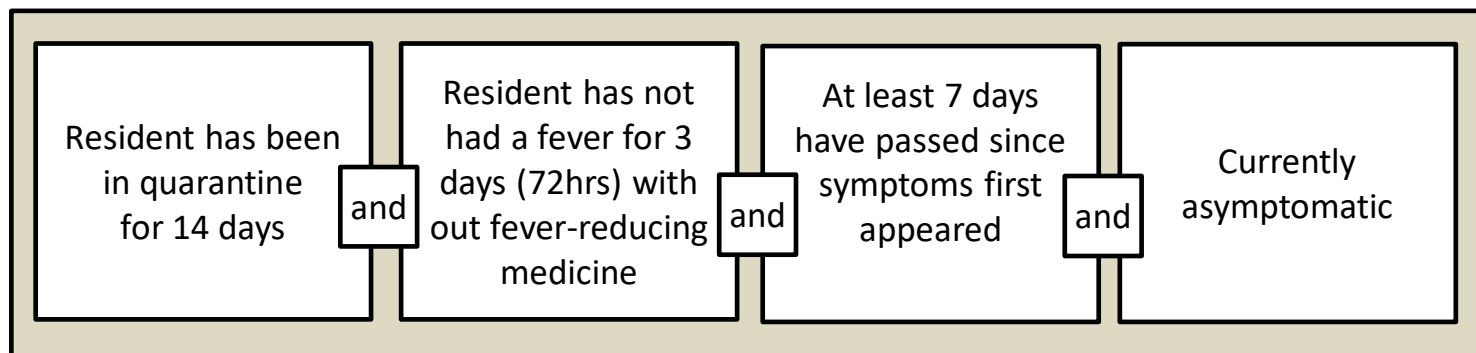 Resident has been
in quarantine
for 14 days
and
Resident has not
had a fever for 3
days (72hrs) with
out fever-reducing
medicine
and
At least 7 days
have passed since
symptoms first
appeared
and
Currently
asymptomatic